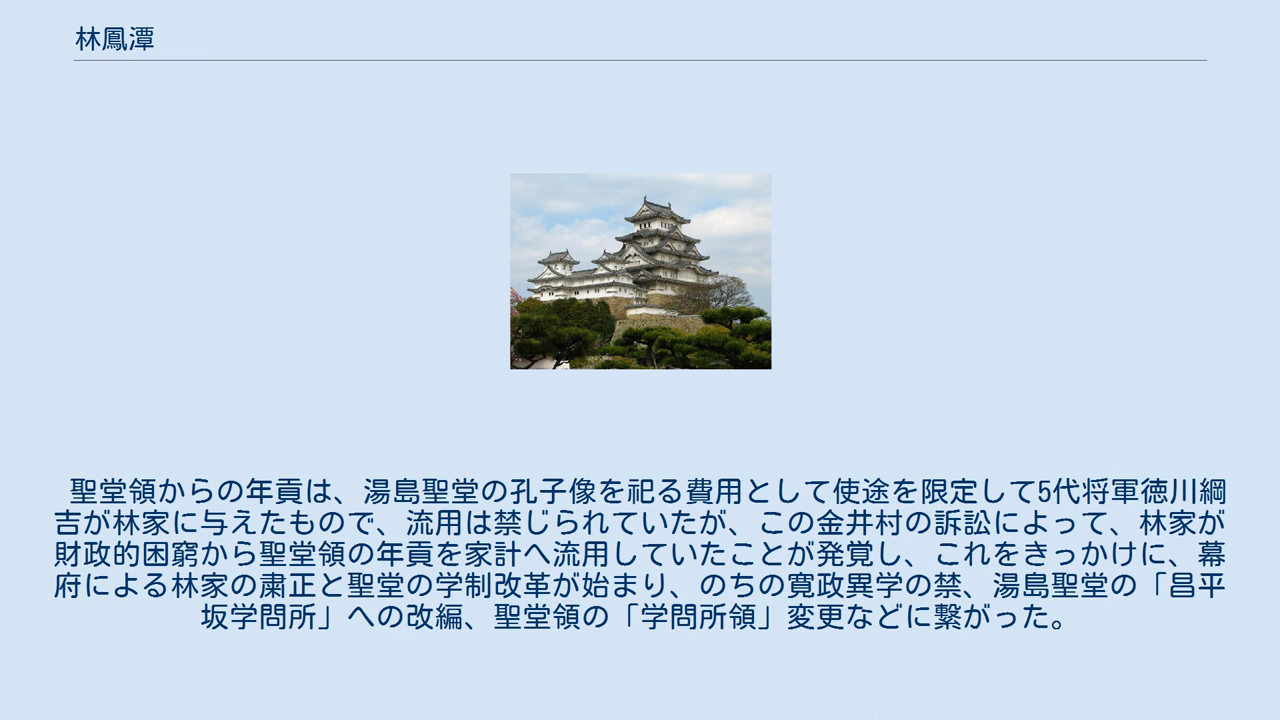 林鳳潭
聖堂領からの年貢は、湯島聖堂の孔子像を祀る費用として使途を限定して5代将軍徳川綱
吉が林家に与えたもので、流用は禁じられていたが、この金井村の訴訟によって、林家が
財政的困窮から聖堂領の年貢を家計へ流用していたことが発覚し、これをきっかけに、幕
府による林家の粛正と聖堂の学制改革が始まり、のちの寛政異学の禁、湯島聖堂の「昌平
坂学問所」への改編、聖堂領の「学問所領」変更などに繋がった。